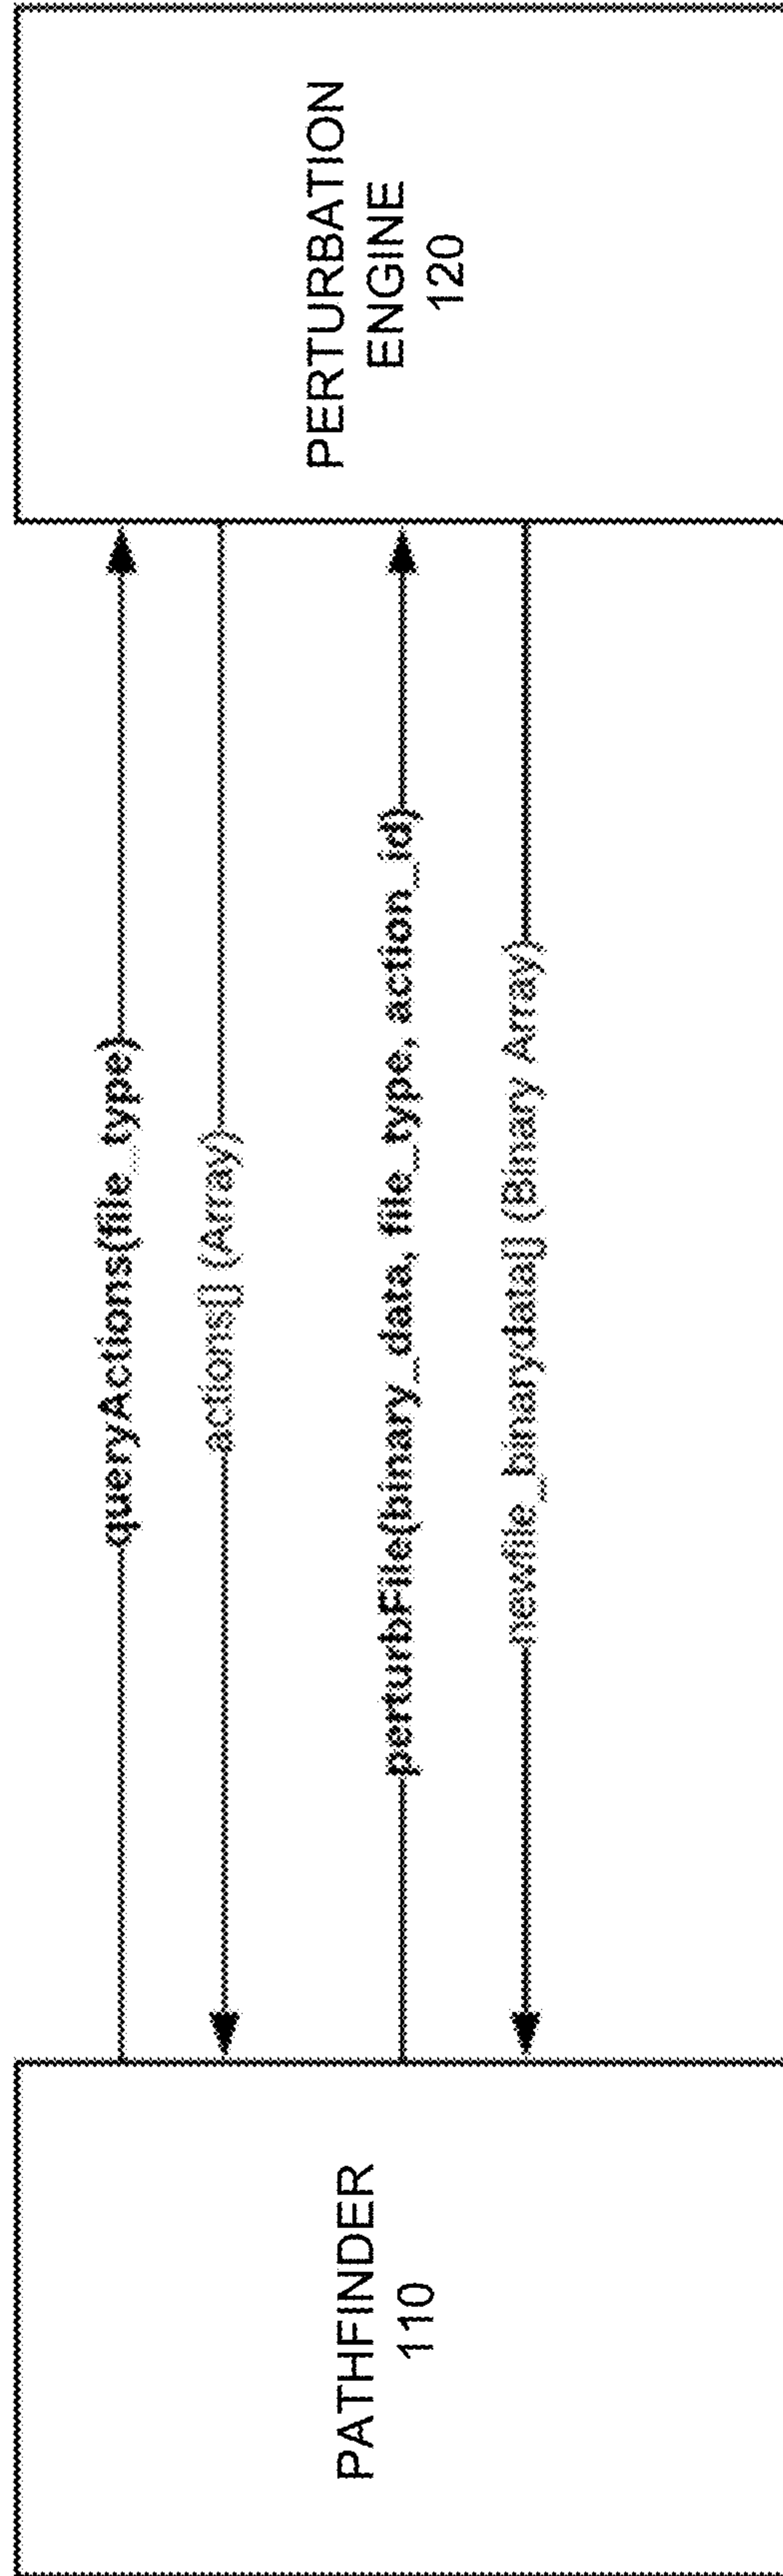 PATHFINDER
110
queryActions(file_type)
actions[] (Array)
perturbFile(binary_data, file_type, action_id)
newfile_binarydata[] (Binary Array)
PERTURBATION
ENGINE
120